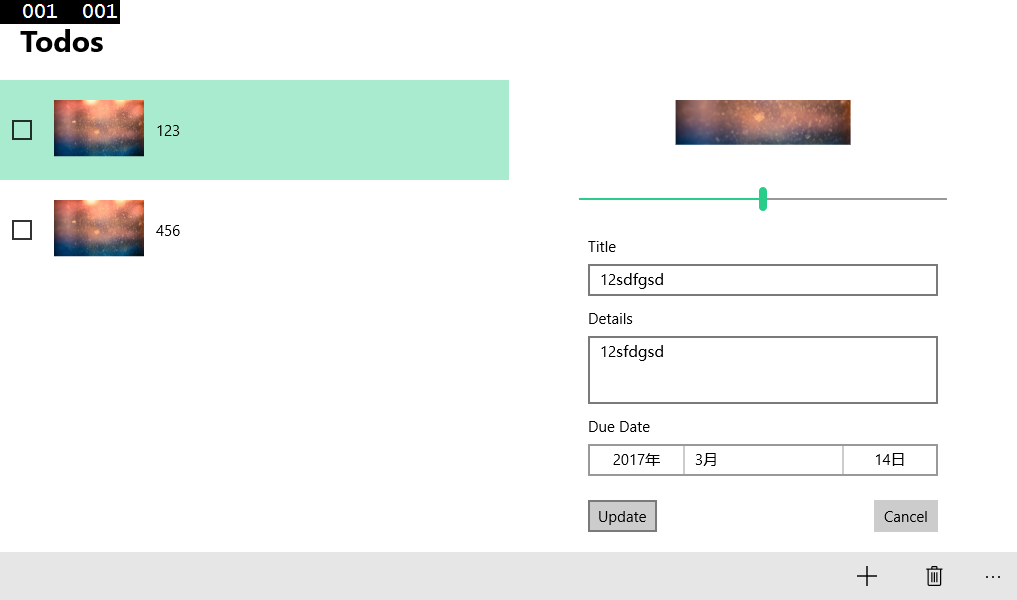 001 001
Todos
123
456
Title
12sdfgsd
Details
12sfdgsd
Due Date
2017年 3月 14日
Update Cancel